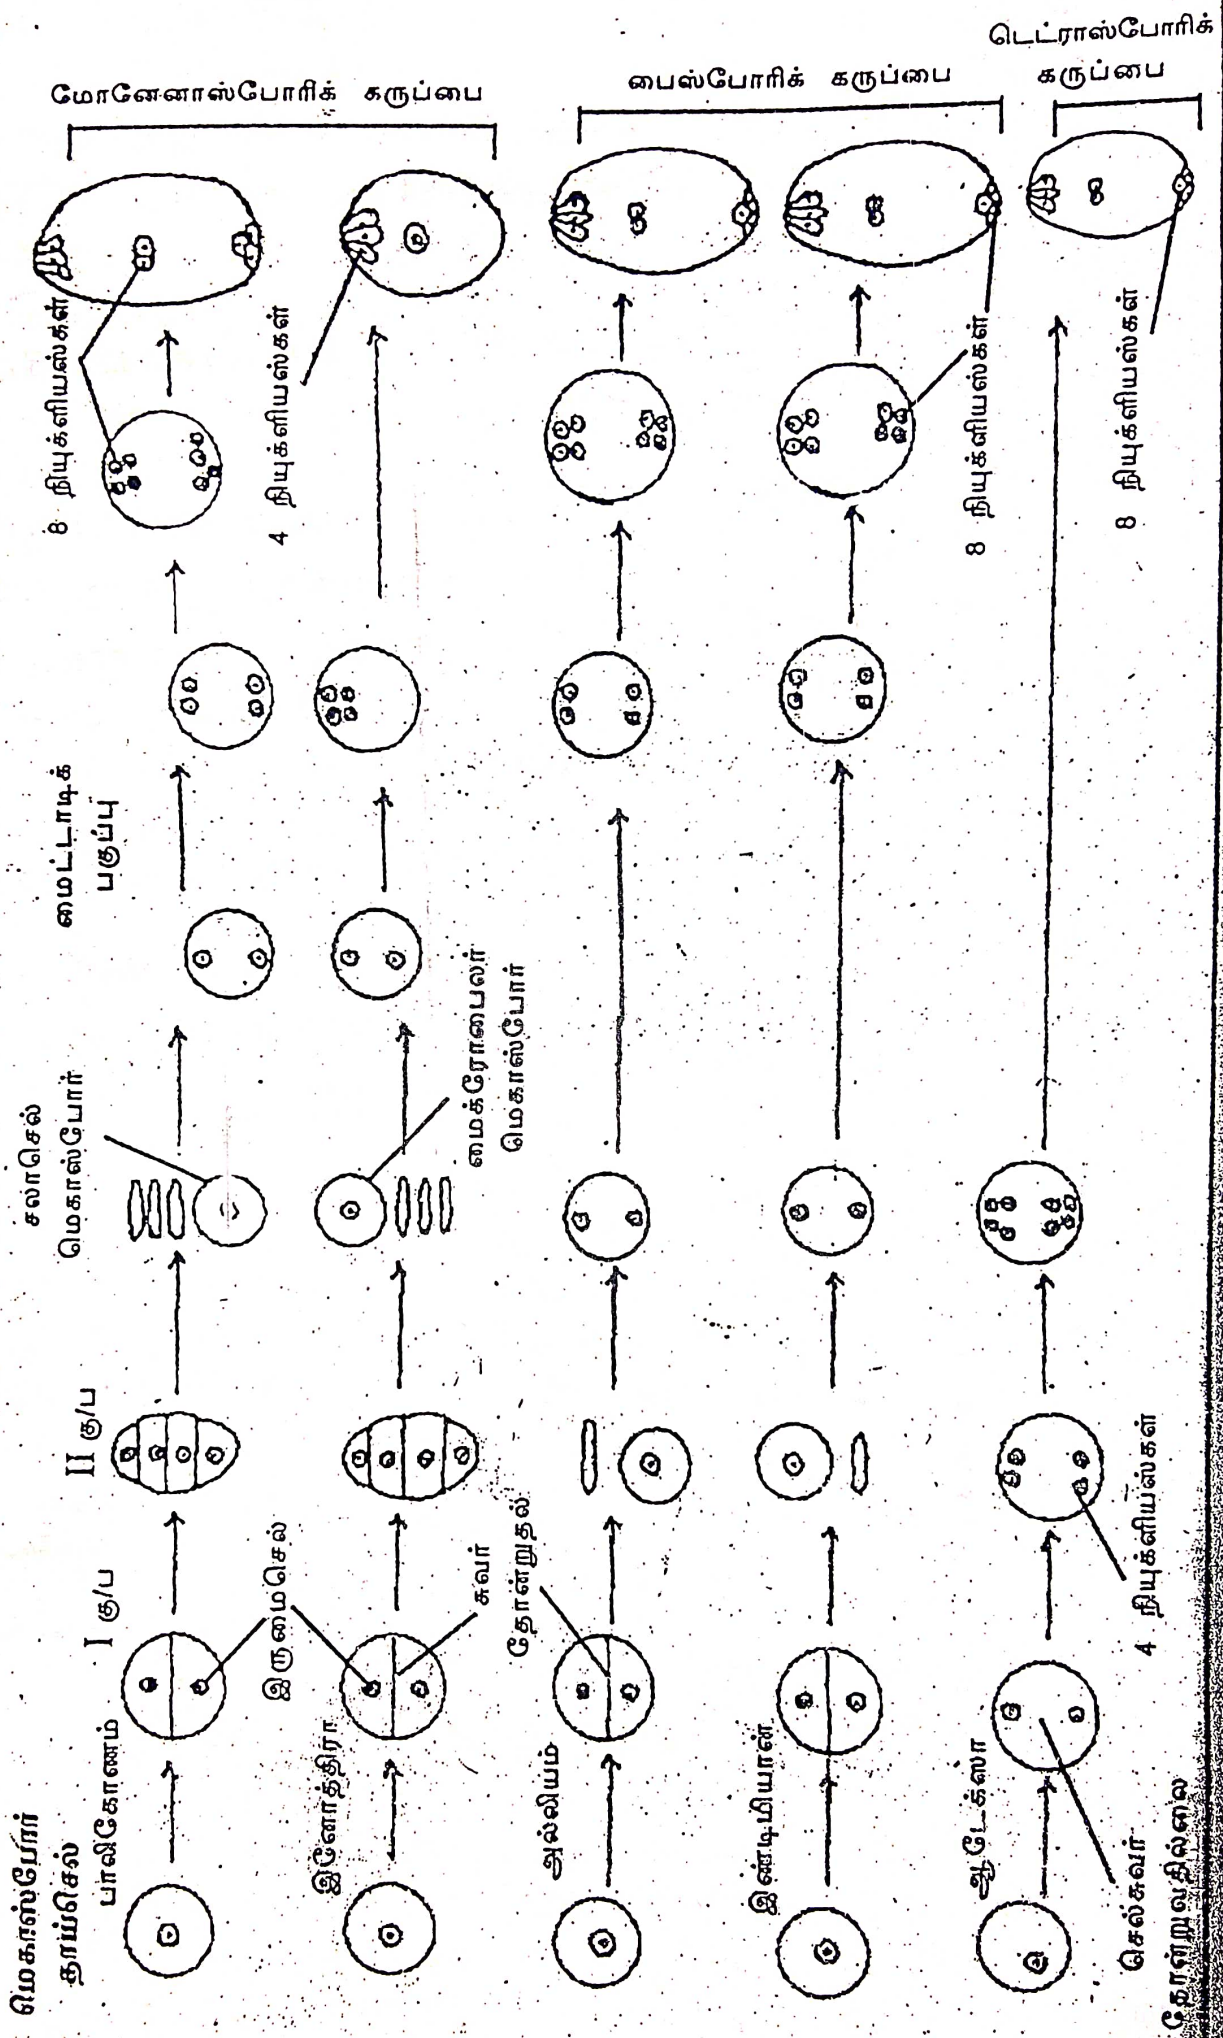 மெகாஸ்போர்
தாய்செல்
I கு/ப
II கு/ப
சலாசெல்
மெகாஸ்போர்
மைட்டாடிக்
பகுப்பு
8 நியுக்ளியஸ்கள்
மோனேனாஸ்போரிக் கருப்பை
பாலிகோணம்
இருமைசெல்
இனோத்திரா
சுவர்
மைக்ரோபைலர்
மெகாஸ்போர்
4 நியுக்ளியஸ்கள்
அல்லியம்
தோன்றுதல்
பைஸ்போரிக் கருப்பை
இண்டிமியான்
8 நியுக்ளியஸ்கள்
டெட்ராஸ்போரிக்
கருப்பை
ஆடேக்ஸா
செல்சுவர்
தோன்றுவதில்லை
4 நியுக்ளியஸ்கள்
8 நியுக்ளியஸ்கள்